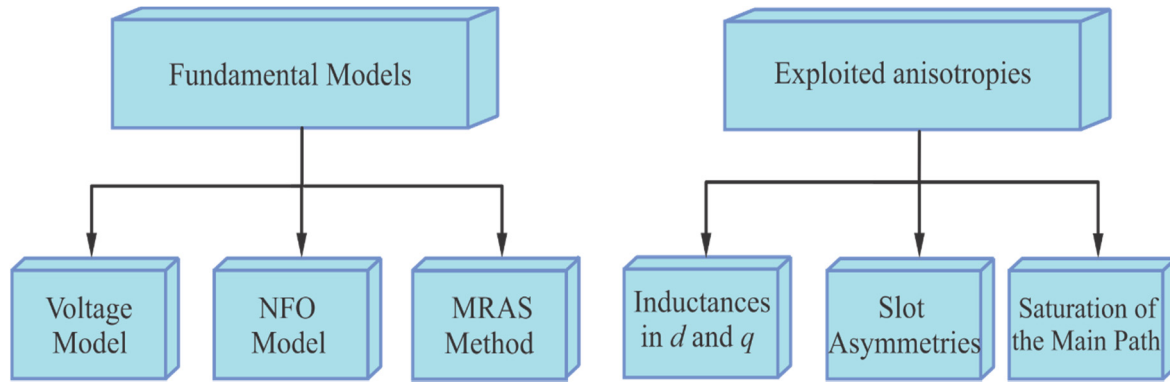 Fundamental Models
Exploited anisotropies
Voltage
Model
NFO
Model
MRAS
Method
Inductances
in d and q
Slot
Asymmetries
Saturation of
the Main Path